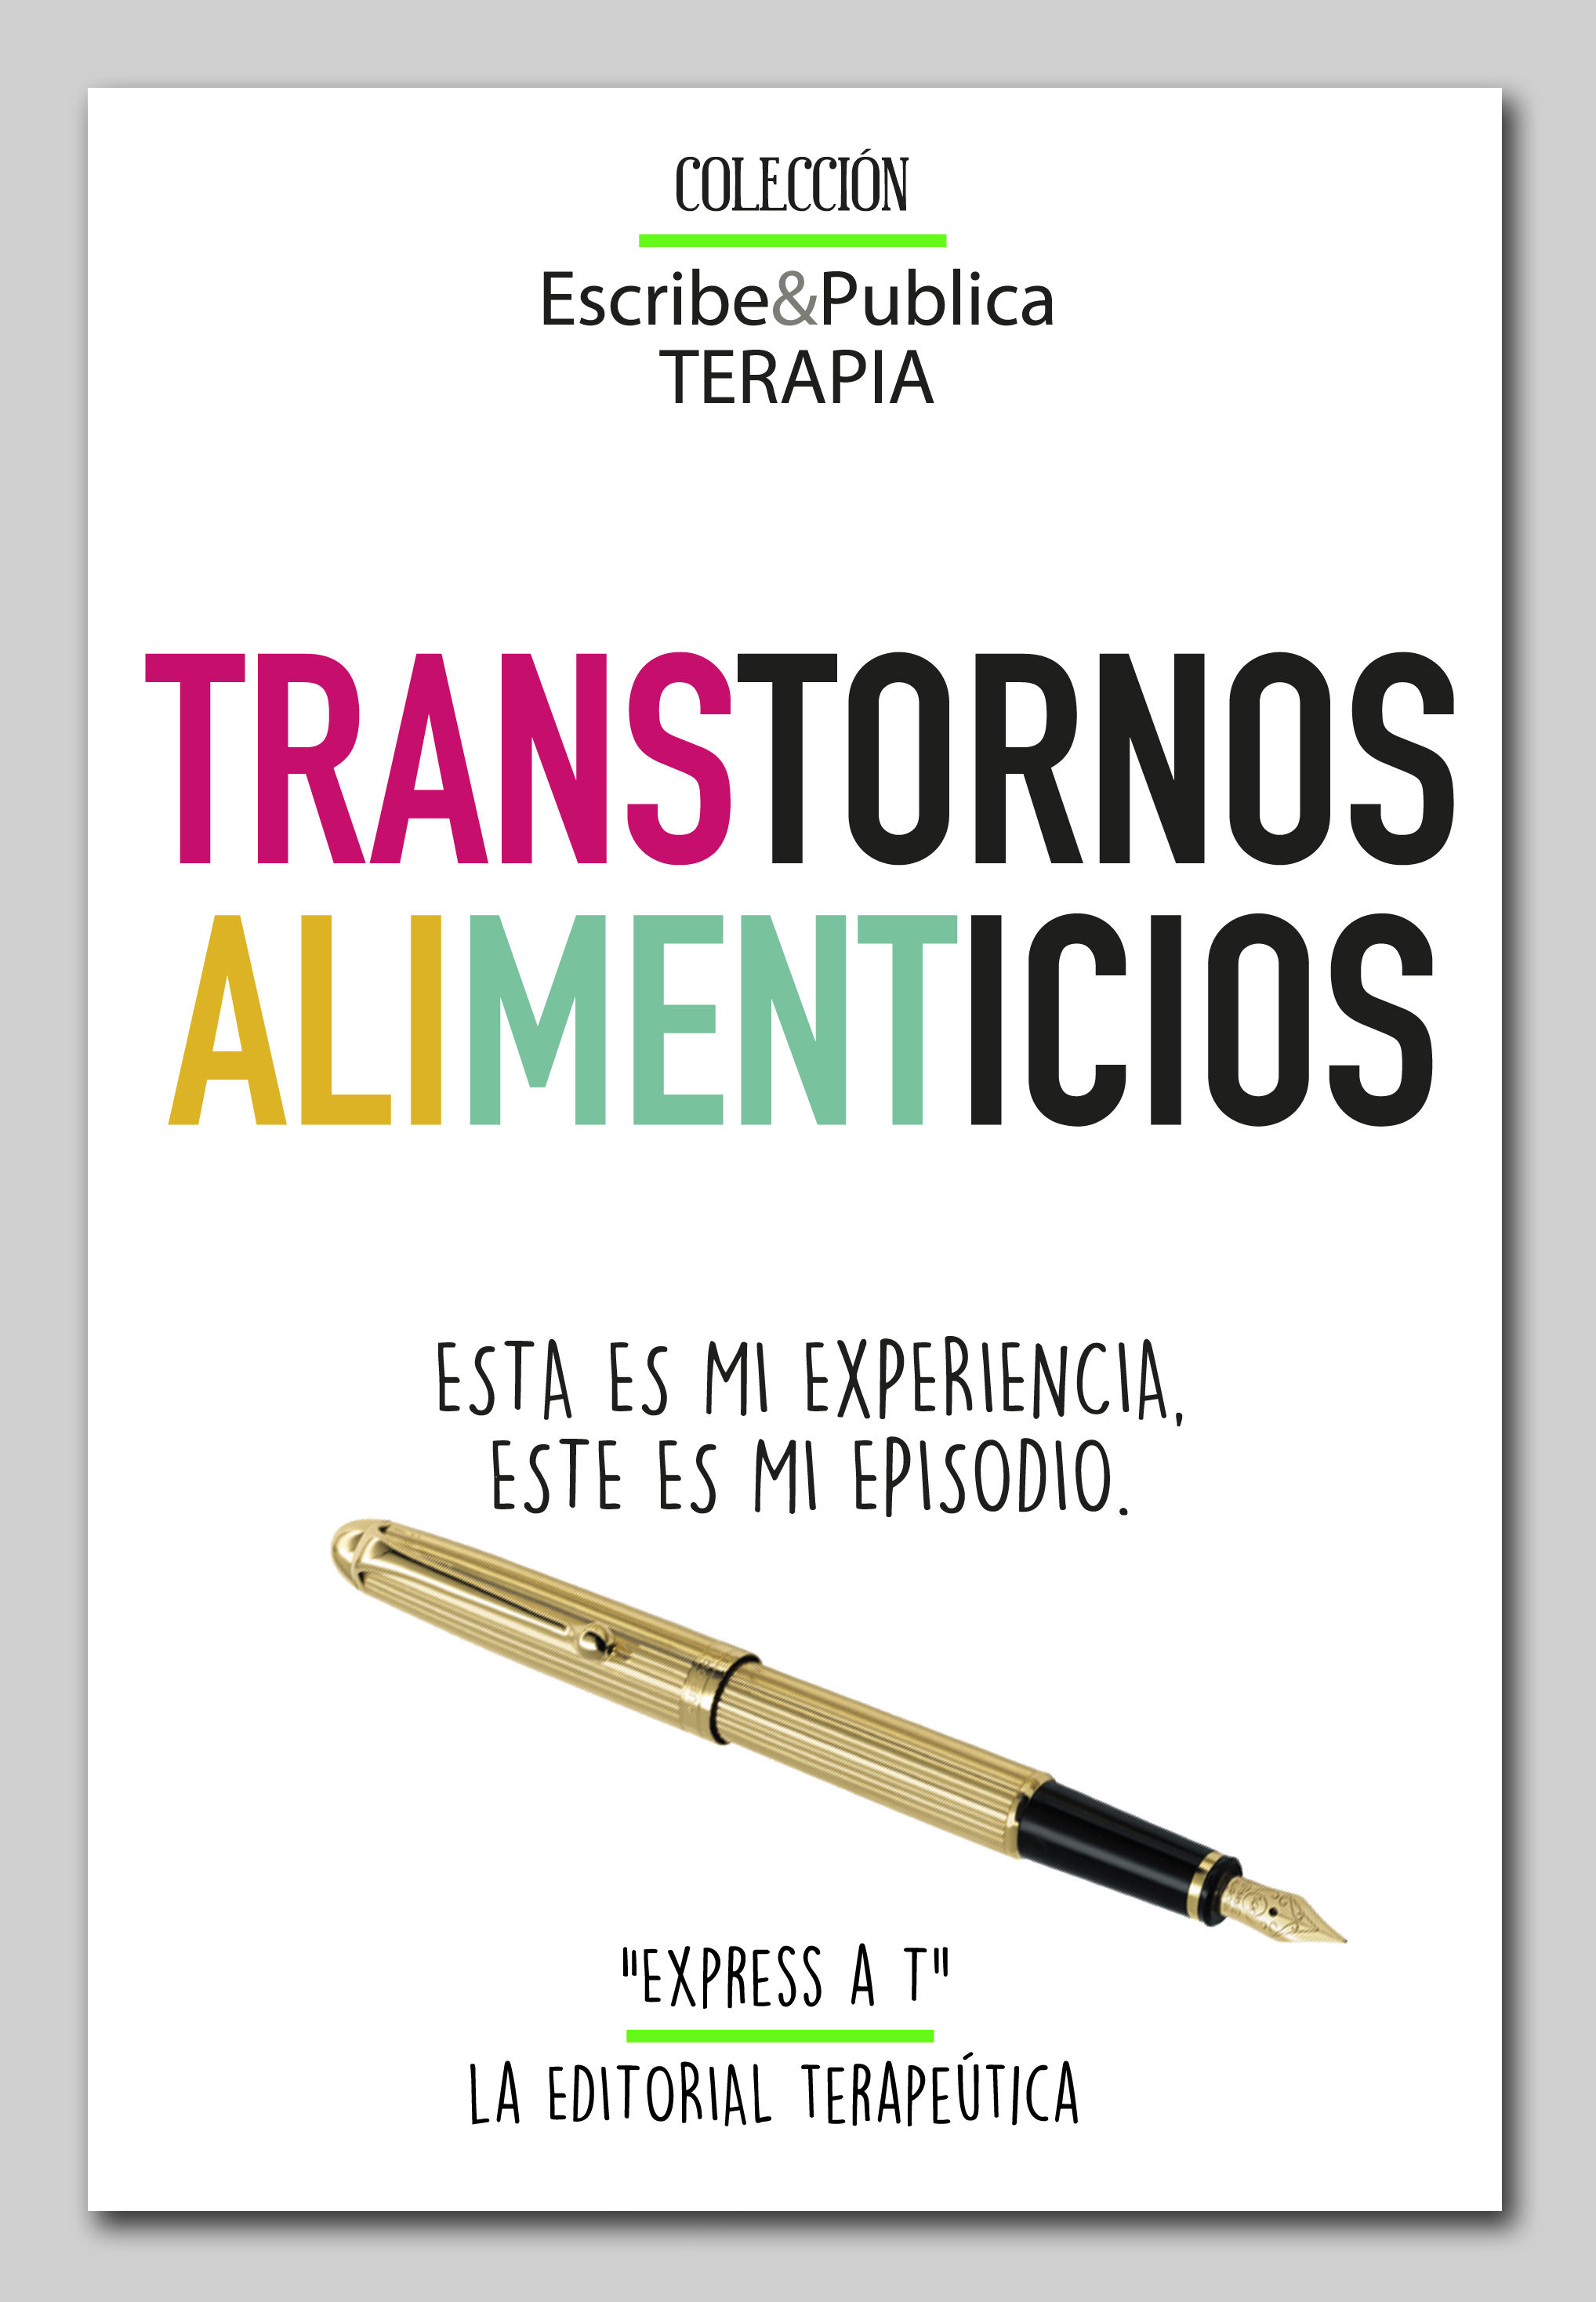 COLECCIÓN
Escribe&Publica
TERAPIA
TRANSTORNOS
ALIMENTICIOS
ESTA ES MI EXPERIENCIA,
ESTE ES MI EPISODIO.
"EXPRESS A T"
LA EDITORIAL TERAPEÚTICA